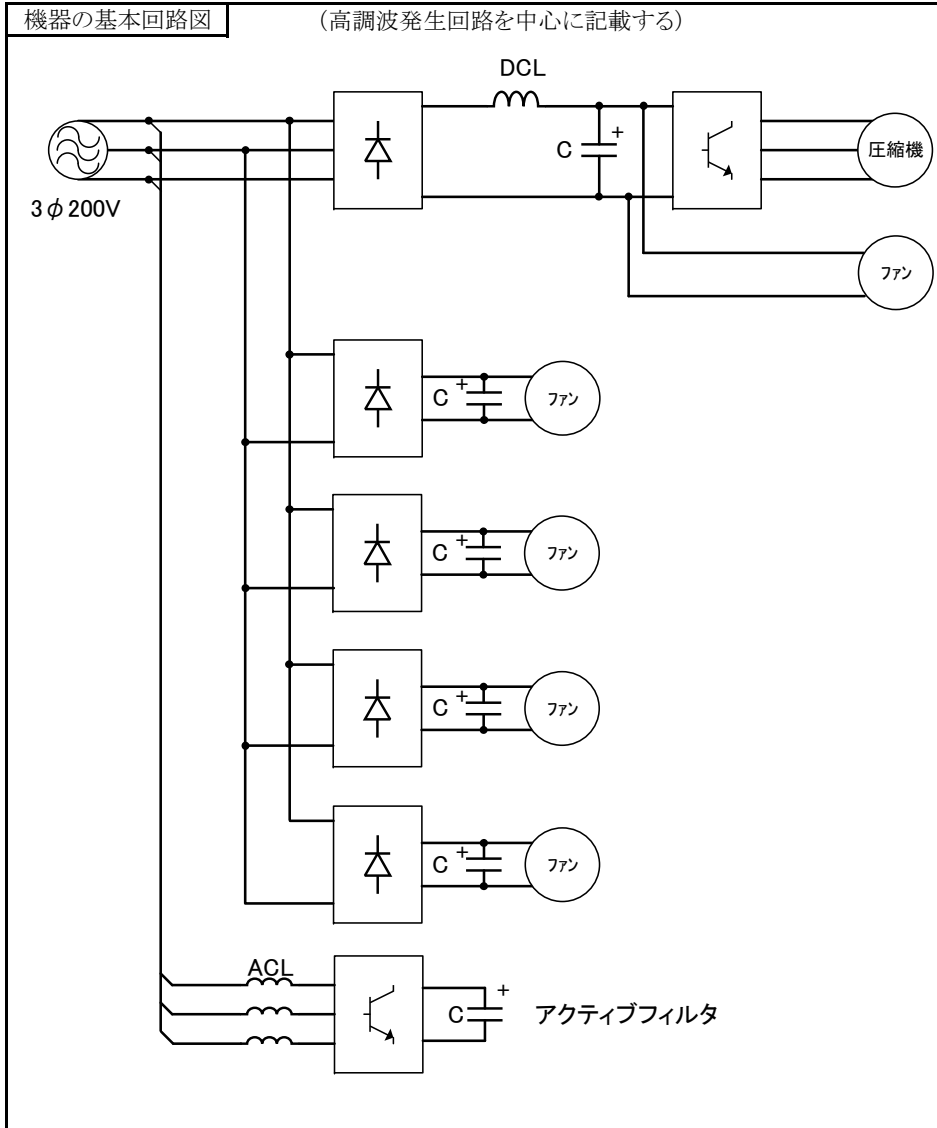 機器の基本回路図
(高調波発生回路を中心に記載する)
DCL
C
+
圧縮機
3φ200V
ファン
C
+
ファン
C
+
ファン
C
+
ファン
C
+
ファン
ACL
C
+
アクティブフィルタ